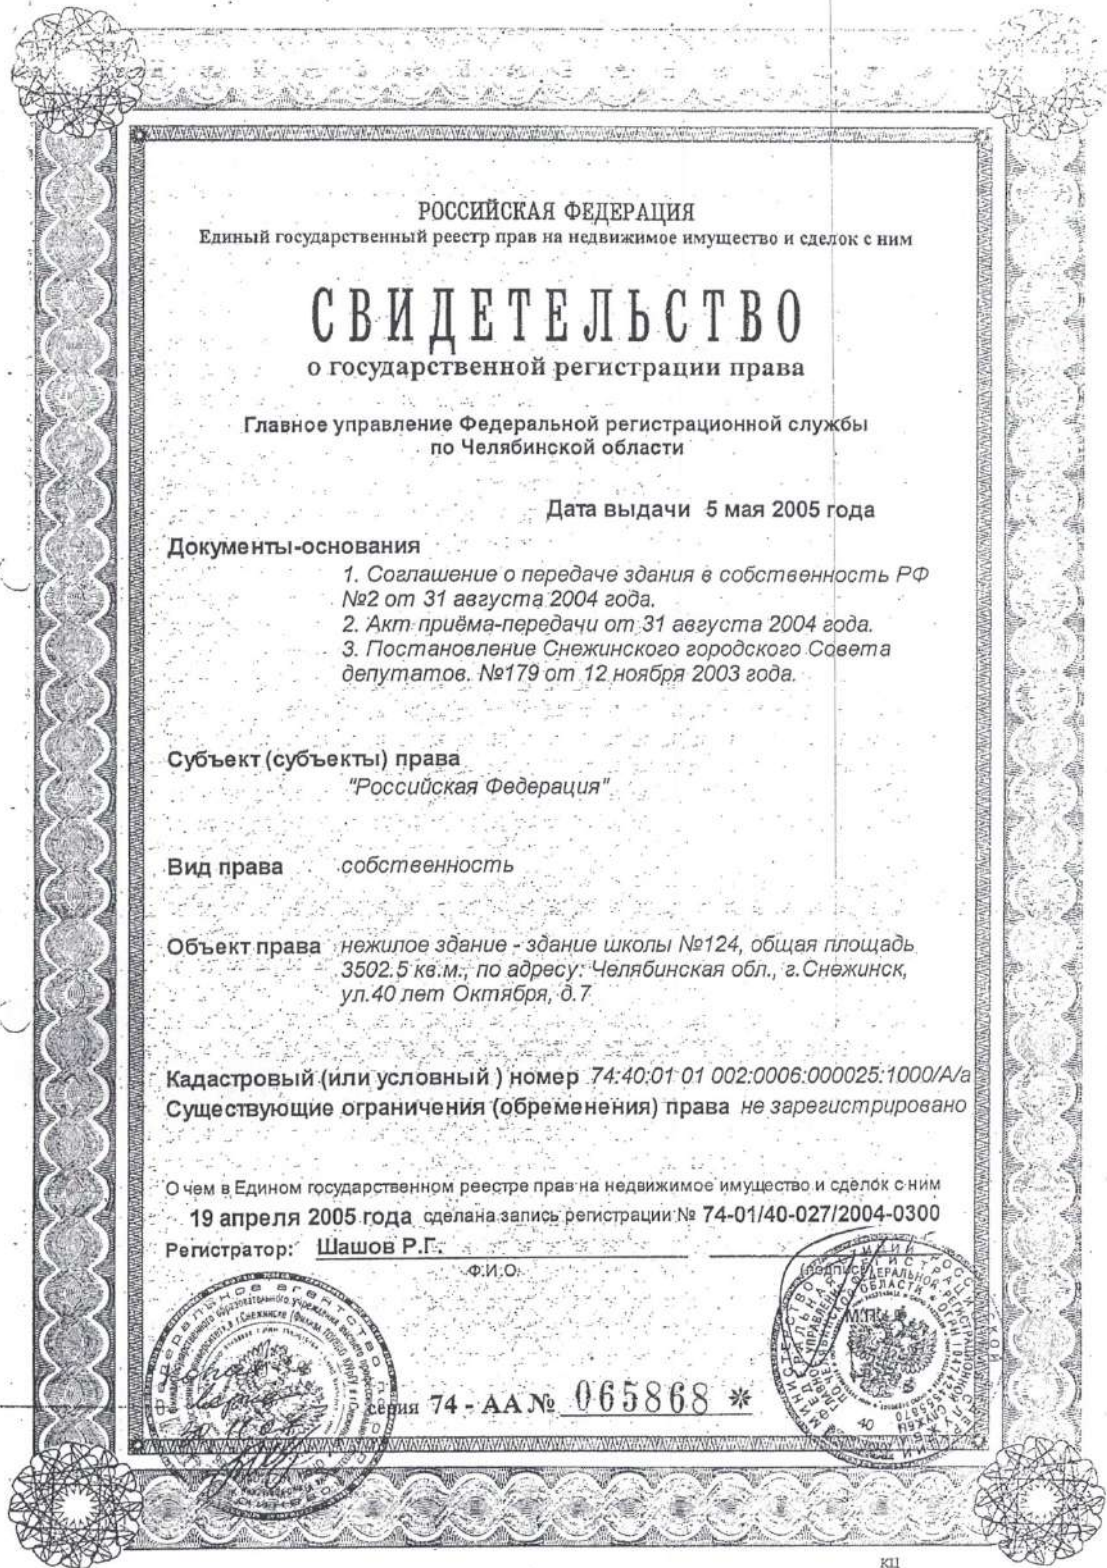 РОССИЙСКАЯ ФЕДЕРАЦИЯ
Единый государственный реестр прав на недвижимое имущество и сделок с ним
СВИДЕТЕЛЬСТВО
о государственной регистрации права
Главное управление Федеральной регистрационной службы
по Челябинской области
Дата выдачи 5 мая 2005 года
Документы-основания
1. Соглашение о передаче здания в собственность РФ
№2 от 31 августа 2004 года.
2. Акт приёма-передачи от 31 августа 2004 года.
3. Постановление Снежинского городского Совета
депутатов. №179 от 12 ноября 2003 года.
Субъект (субъекты) права
"Российская Федерация"
Вид права собственность
Объект права нежилое здание - здание школы №124, общая площадь
3502.5 кв.м., по адресу: Челябинская обл., г.Снежинск,
ул.40 лет Октября, д.7
Кадастровый (или условный ) номер 74:40:01 01 002:0006:000025:1000/А/а
Существующие ограничения (обременения) права не зарегистрировано
О чем в Едином государственном реестре прав на недвижимое имущество и сделок с ним
19 апреля 2005 года сделана запись регистрации № 74-01/40-027/2004-0300
Регистратор: Шашов Р.Г.
Ф.И.О. (подпись)
М.П.
серия 74 - АА № 065868 *
40
КЦ